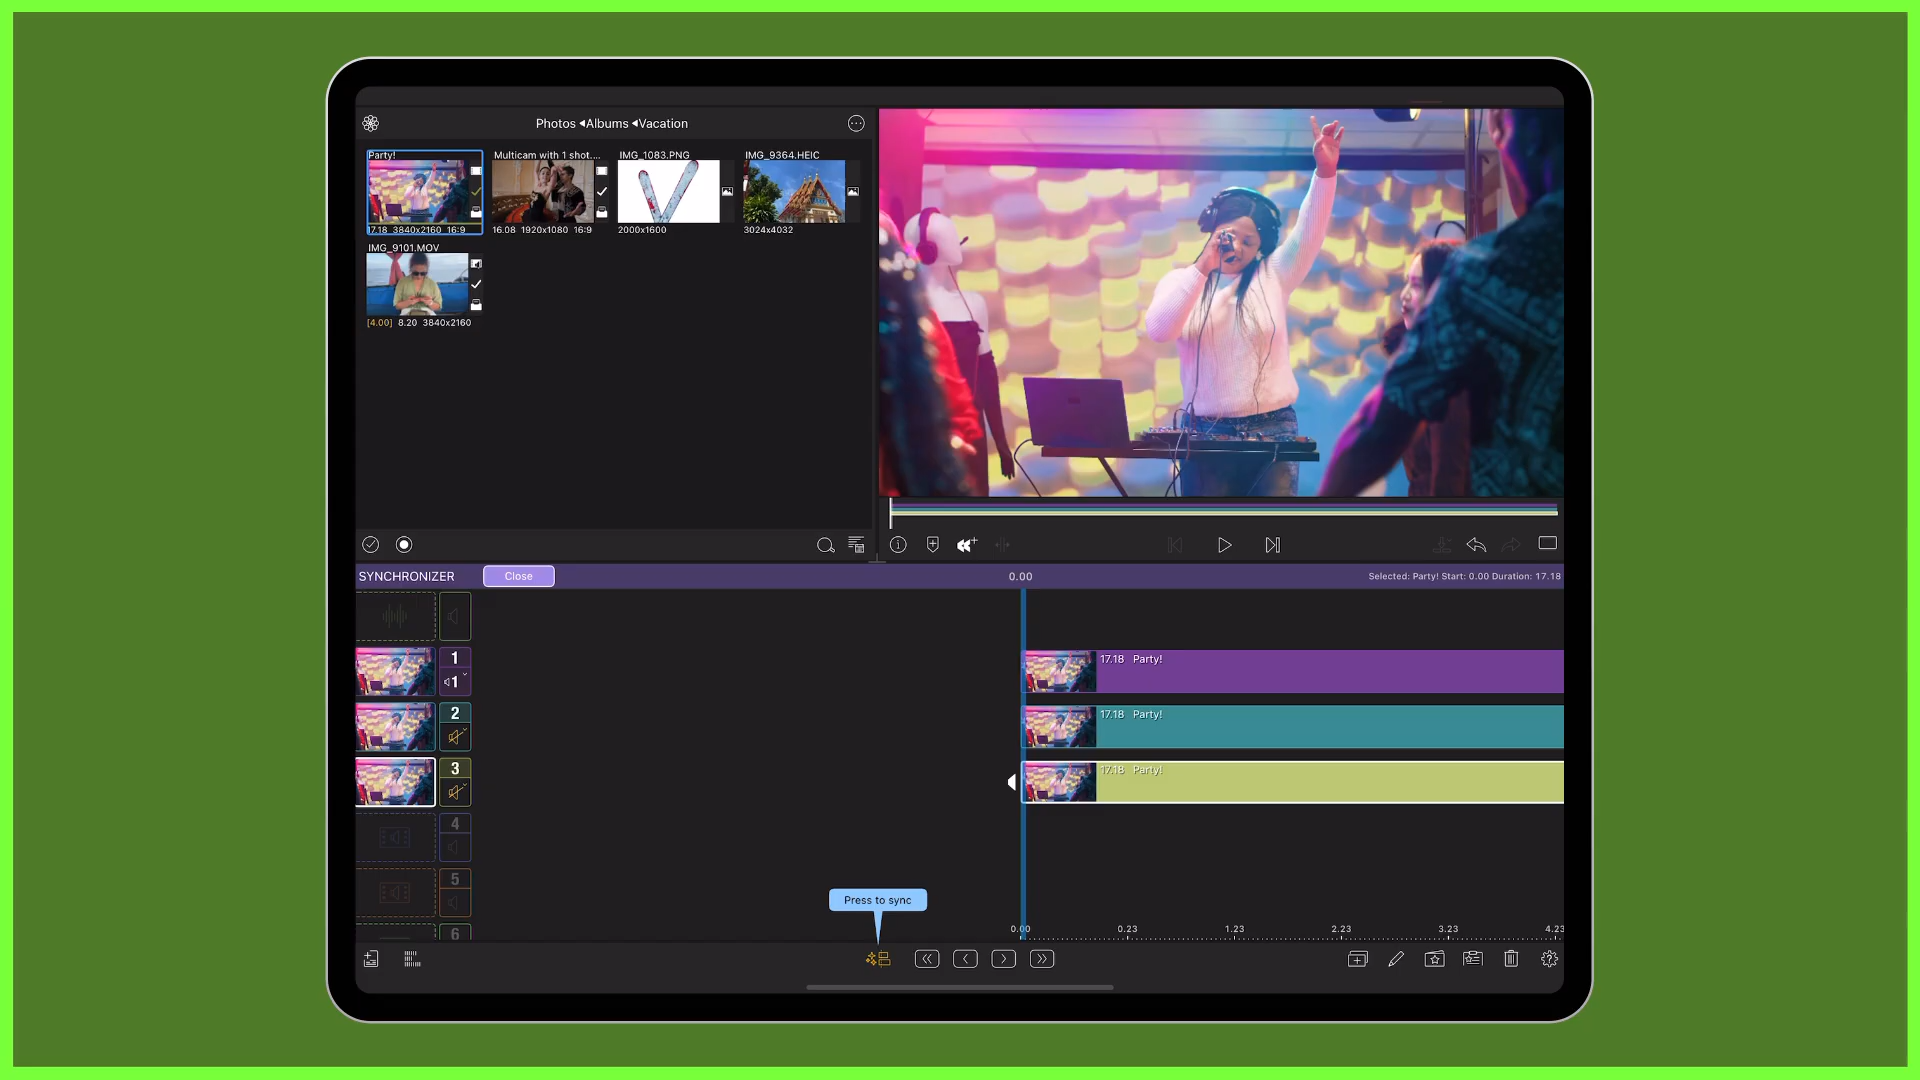 Photos ◂Albums ◂Vacation
Party!
17.18 3840x2160 16:9
Multicam with 1 shot....
16.08 1920x1080 16:9
IMG_1083.PNG
2000x1600
IMG_9364.HEIC
3024x4032
IMG_9101.MOV
[4.00] 8.20 3840x2160
SYNCHRONIZER
Close
0.00
Selected: Party! Start: 0.00 Duration: 17.18
1
1
17.18 Party!
2
17.18 Party!
3
17.18 Party!
4
5
6
Press to sync
0.00 0.23 1.23 2.23 3.23 4.23